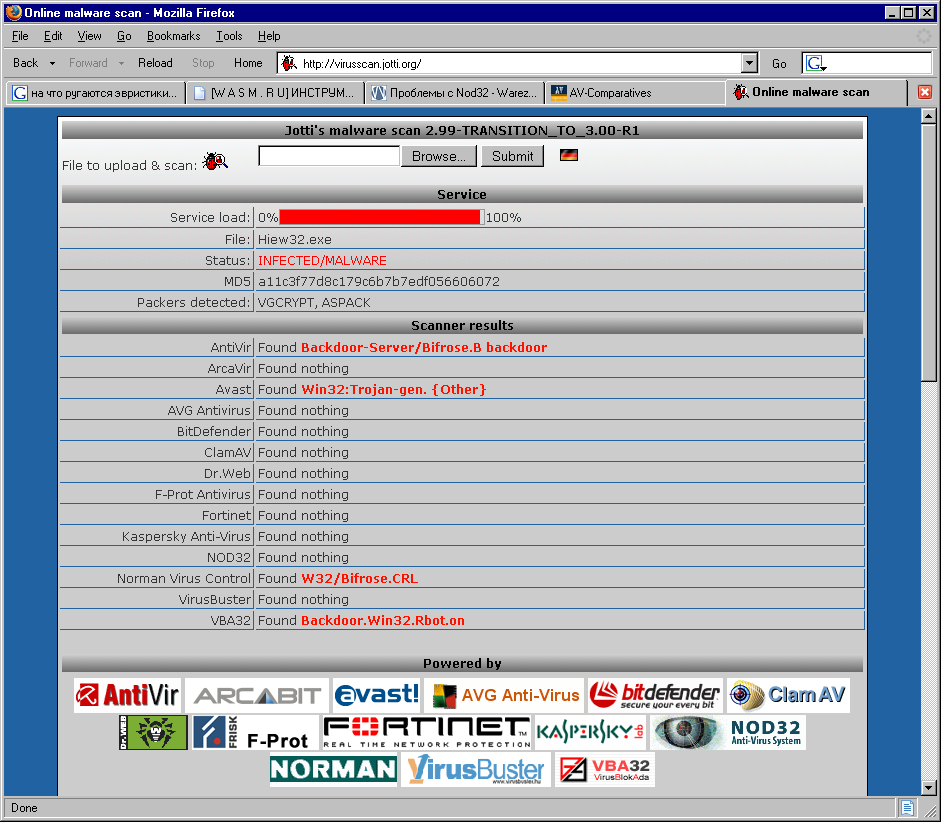 Online malware scan - Mozilla Firefox
File Edit View Go Bookmarks Tools Help
Back Forward Reload Stop Home http://virusscan.jotti.org/ Go G
G на что ругаются эвристики... [W A S M . R U] ИНСТРУМ... Проблемы с Nod32 - Warez... AV-Comparatives Online malware scan
Jotti's malware scan 2.99-TRANSITION_TO_3.00-R1
File to upload & scan: Browse... Submit
Service
Service load: 0% 100%
File: Hiew32.exe
Status: INFECTED/MALWARE
MD5 a11c3f77d8c179c6b7b7edf056606072
Packers detected: VGCRYPT, ASPACK
Scanner results
AntiVir Found Backdoor-Server/Bifrose.B backdoor
ArcaVir Found nothing
Avast Found Win32:Trojan-gen. {Other}
AVG Antivirus Found nothing
BitDefender Found nothing
ClamAV Found nothing
Dr.Web Found nothing
F-Prot Antivirus Found nothing
Fortinet Found nothing
Kaspersky Anti-Virus Found nothing
NOD32 Found nothing
Norman Virus Control Found W32/Bifrose.CRL
VirusBuster Found nothing
VBA32 Found Backdoor.Win32.Rbot.on
Powered by
AntiVir ARCABIT avast! AVG Anti-Virus bitdefender secure your every bit ClamAV
Dr.WEB FRISK F-Prot FORTINET REAL TIME NETWORK PROTECTION KASPERSKY lab NOD32 Anti-Virus System
NORMAN VirusBuster www.virusbuster.hu VBA32 VirusBlokAda
Done